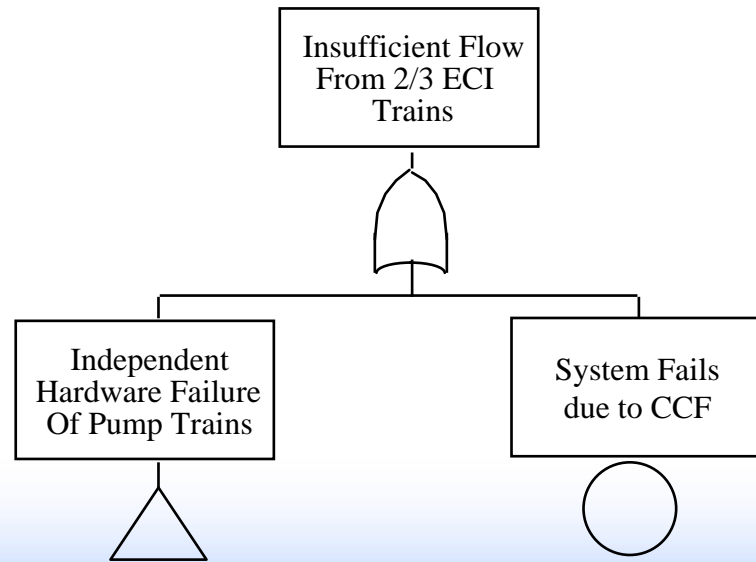 Insufficient Flow
From 2/3 ECI
Trains
Independent
Hardware Failure
Of Pump Trains
System Fails
due to CCF